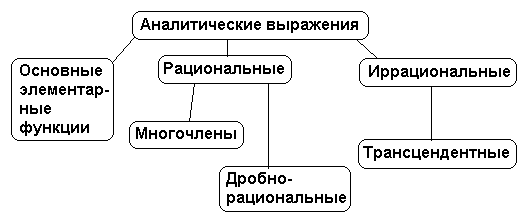 Аналитические выражения
Основные
элементар-
ные
функции
Рациональные
Иррациональные
Многочлены
Трансцендентные
Дробно-
рациональные